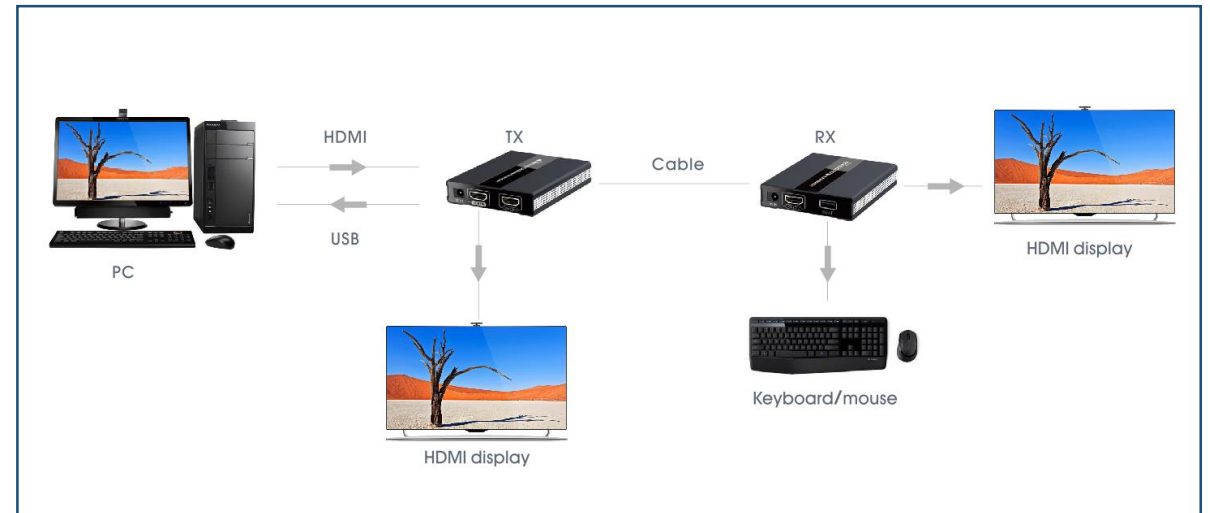 HDMI
TX
RX
Cable
USB
PC
HDMI display
Keyboard/mouse
HDMI display